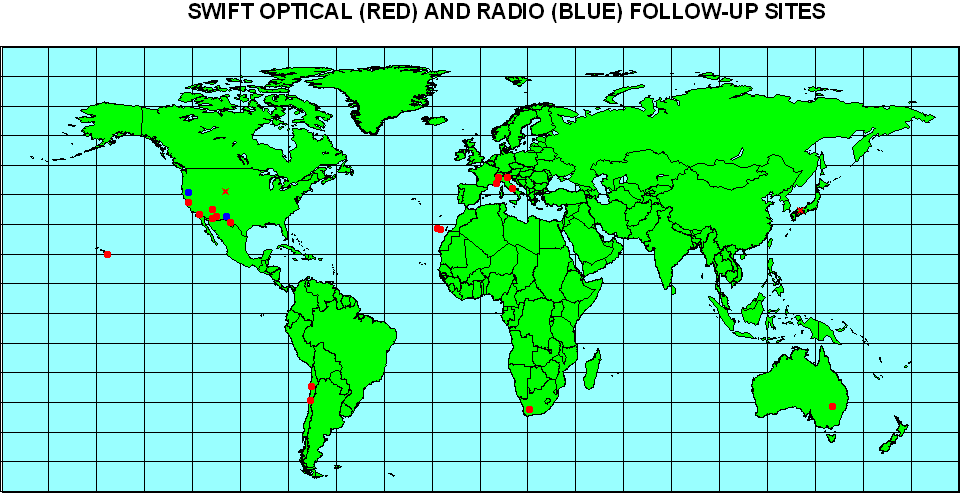 SWIFT OPTICAL (RED) AND RADIO (BLUE) FOLLOW-UP SITES